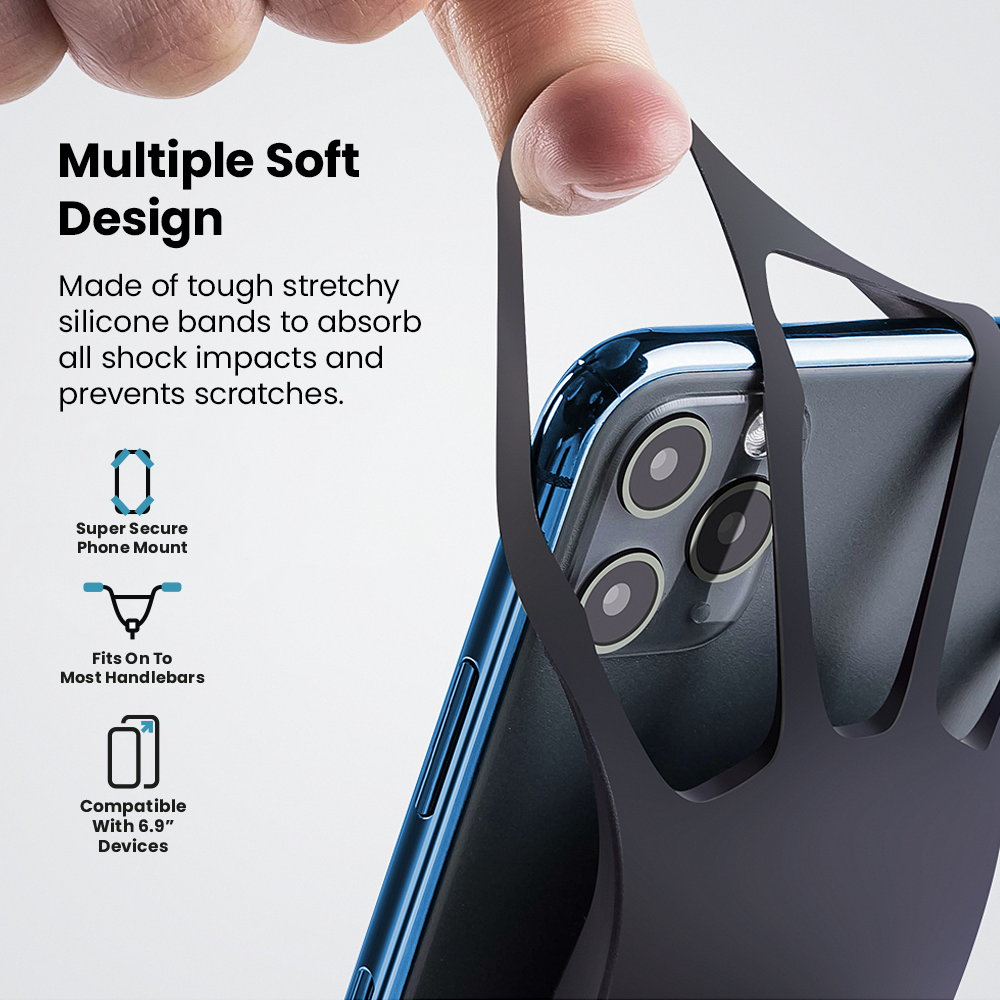 Multiple Soft
Design
Made of tough stretchy
silicone bands to absorb
all shock impacts and
prevents scratches.
Super Secure
Phone Mount
Fits On To
Most Handlebars
Compatible
With 6.9”
Devices